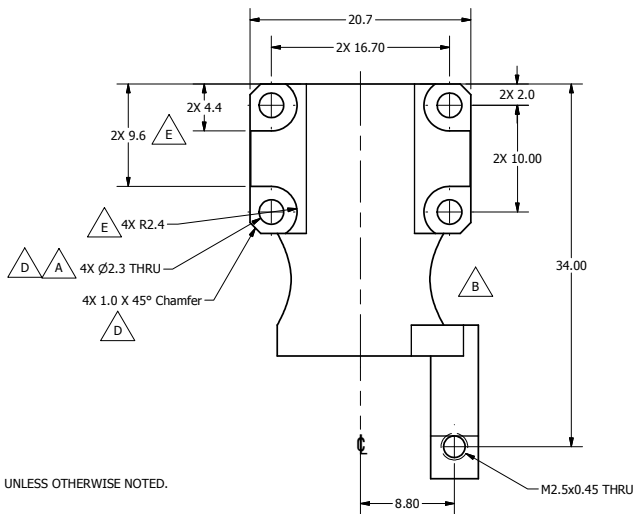 20.7
2X 16.70
2X 4.4
2X 2.0
2X 9.6
E
2X 10.00
E
4X R2.4
D
A
4X Ø2.3 THRU
34.00
B
4X 1.0 X 45° Chamfer
D
℄
UNLESS OTHERWISE NOTED.
M2.5x0.45 THRU
8.80